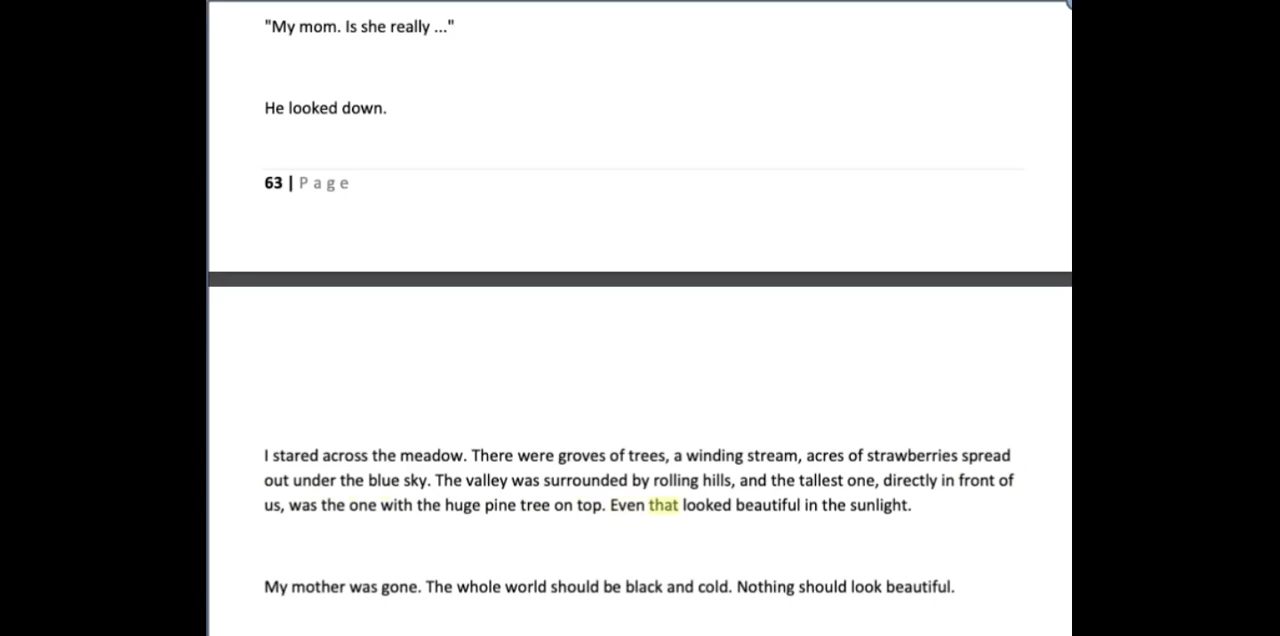 "My mom. Is she really ..."
He looked down.
63 | P a g e
I stared across the meadow. There were groves of trees, a winding stream, acres of strawberries spread
out under the blue sky. The valley was surrounded by rolling hills, and the tallest one, directly in front of
us, was the one with the huge pine tree on top. Even that looked beautiful in the sunlight.
My mother was gone. The whole world should be black and cold. Nothing should look beautiful.